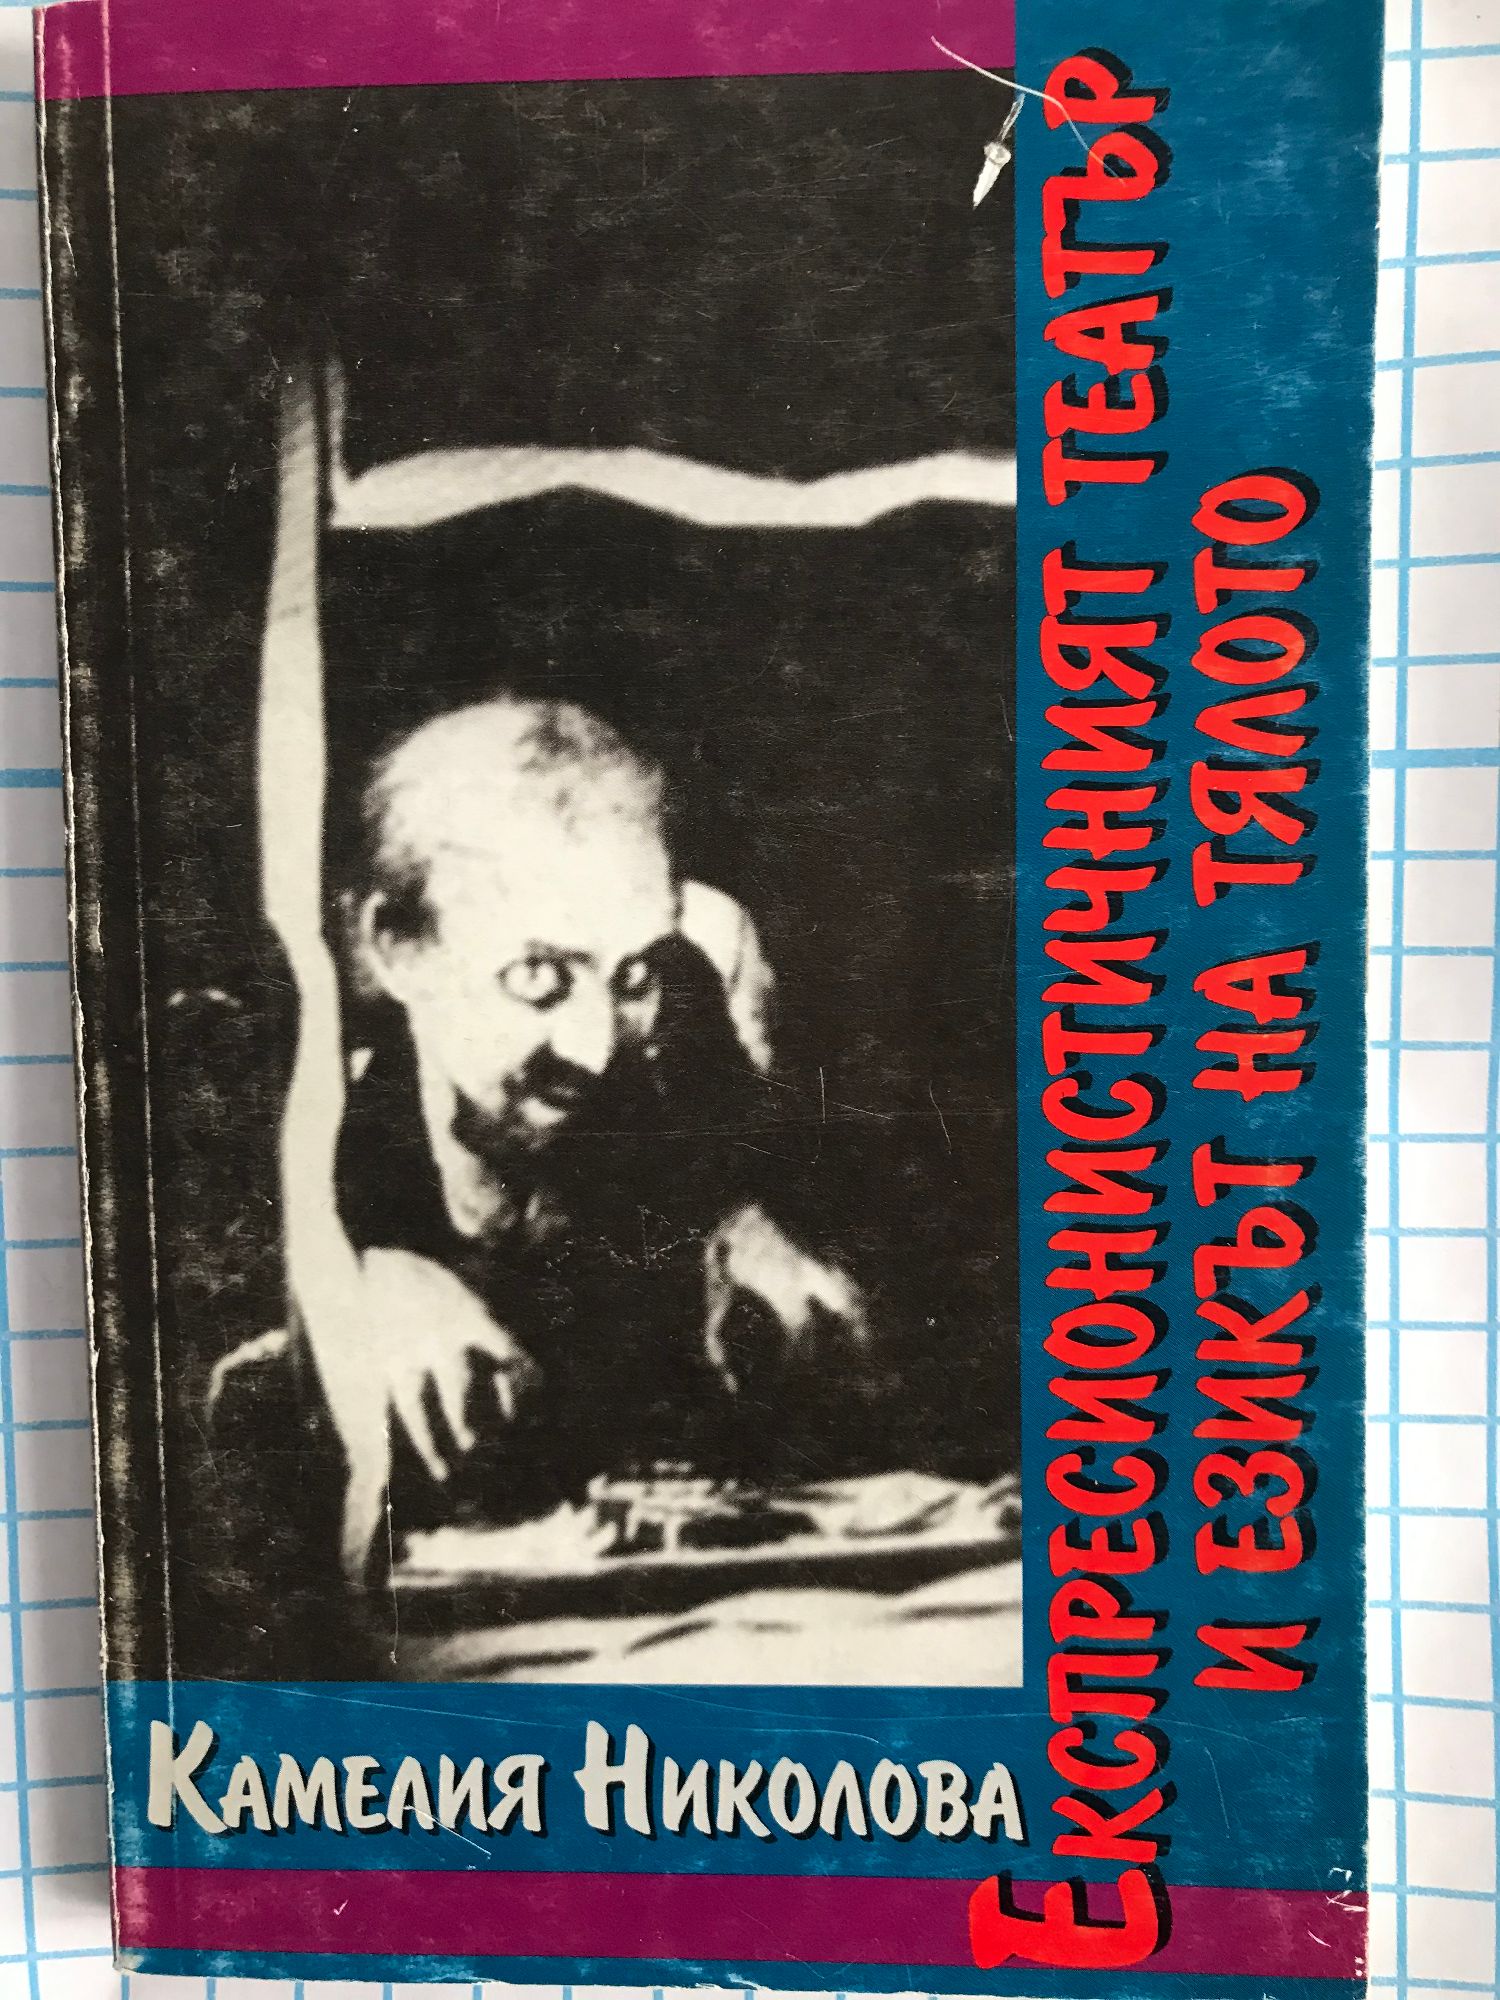 Камелия Николова
Експресионистичният театър
и езикът на тялото